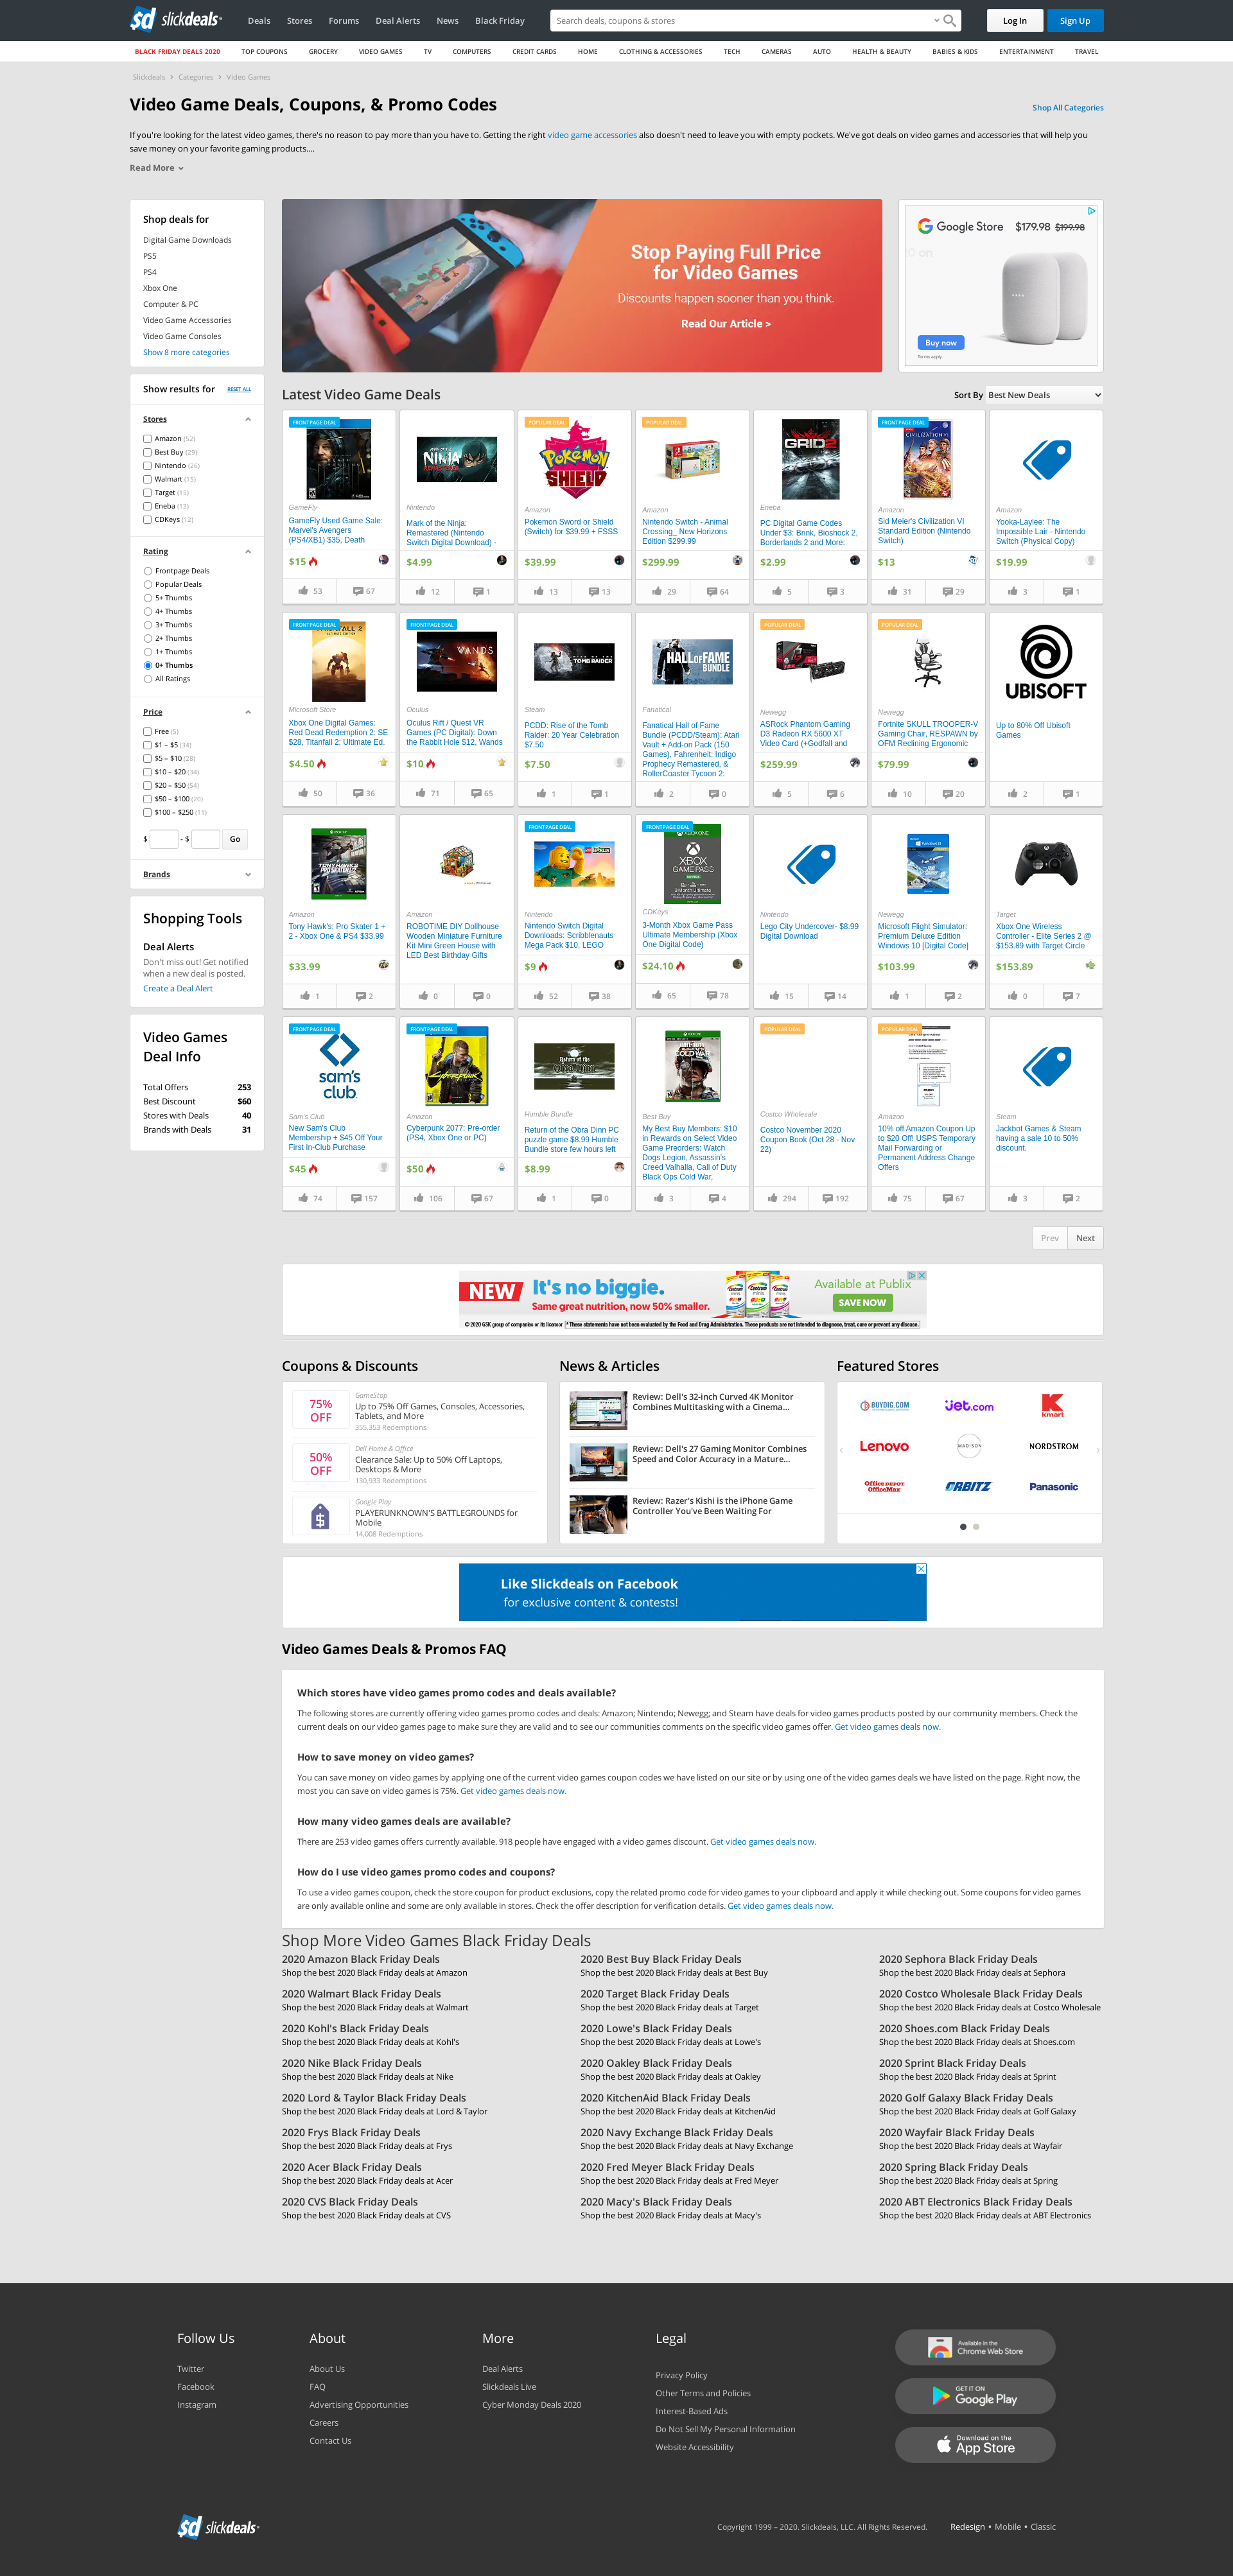 slickdeals
Deals
Stores
Forums
Deal Alerts
News
Black Friday
Search deals, coupons & stores
Log In
Sign Up
BLACK FRIDAY DEALS 2020
TOP COUPONS
GROCERY
VIDEO GAMES
TV
COMPUTERS
CREDIT CARDS
HOME
CLOTHING & ACCESSORIES
TECH
CAMERAS
AUTO
HEALTH & BEAUTY
BABIES & KIDS
ENTERTAINMENT
TRAVEL
Slickdeals > Categories > Video Games
Video Game Deals, Coupons, & Promo Codes
Shop All Categories
If you're looking for the latest video games, there's no reason to pay more than you have to. Getting the right video game accessories also doesn't need to leave you with empty pockets. We've got deals on video games and accessories that will help you
save money on your favorite gaming products....
Read More
Shop deals for
Digital Game Downloads
PS5
PS4
Xbox One
Computer & PC
Video Game Accessories
Video Game Consoles
Show 8 more categories
Stop Paying Full Price
for Video Games
Discounts happen sooner than you think.
Read Our Article >
Google Store $179.98 $199.98
Buy now
Terms apply.
Show results for RESET ALL
Stores
Amazon (52)
Best Buy (29)
Nintendo (26)
Walmart (15)
Target (15)
Eneba (13)
CDKeys (12)
Rating
Frontpage Deals
Popular Deals
5+ Thumbs
4+ Thumbs
3+ Thumbs
2+ Thumbs
1+ Thumbs
0+ Thumbs
All Ratings
Price
Free (5)
$1 – $5 (34)
$5 – $10 (28)
$10 – $20 (34)
$20 – $50 (54)
$50 – $100 (20)
$100 – $250 (11)
$ - $ Go
Brands
Shopping Tools
Deal Alerts
Don't miss out! Get notified
when a new deal is posted.
Create a Deal Alert
Video Games
Deal Info
Total Offers 253
Best Discount $60
Stores with Deals 40
Brands with Deals 31
Latest Video Game Deals
Sort By Best New Deals
FRONTPAGE DEAL
GameFly
GameFly Used Game Sale:
Marvel's Avengers
(PS4/XB1) $35, Death
$15
53 67
Nintendo
Mark of the Ninja:
Remastered (Nintendo
Switch Digital Download) -
$4.99
12 1
POPULAR DEAL
POKÉMON SHIELD
Amazon
Pokemon Sword or Shield
(Switch) for $39.99 + FSSS
$39.99
13 13
POPULAR DEAL
Amazon
Nintendo Switch - Animal
Crossing_ New Horizons
Edition $299.99
$299.99
29 64
GRID 2
Eneba
PC Digital Game Codes
Under $3: Brink, Bioshock 2,
Borderlands 2 and More:
$2.99
5 3
FRONTPAGE DEAL
CIVILIZATION VI
Amazon
Sid Meier's Civilization VI
Standard Edition (Nintendo
Switch)
$13
31 29
Amazon
Yooka-Laylee: The
Impossible Lair - Nintendo
Switch (Physical Copy)
$19.99
3 1
FRONTPAGE DEAL
Microsoft Store
Xbox One Digital Games:
Red Dead Redemption 2: SE
$28, Titanfall 2: Ultimate Ed.
$4.50
50 36
FRONTPAGE DEAL
WANDS
Oculus
Oculus Rift / Quest VR
Games (PC Digital): Down
the Rabbit Hole $12, Wands
$10
71 65
TOMB RAIDER
Steam
PCDD: Rise of the Tomb
Raider: 20 Year Celebration
$7.50
$7.50
1 1
HALL OF FAME
BUNDLE
Fanatical
Fanatical Hall of Fame
Bundle (PCDD/Steam): Atari
Vault + Add-on Pack (150
Games), Fahrenheit: Indigo
Prophecy Remastered, &
RollerCoaster Tycoon 2:
2 0
POPULAR DEAL
Newegg
ASRock Phantom Gaming
D3 Radeon RX 5600 XT
Video Card (+Godfall and
$259.99
5 6
POPULAR DEAL
Newegg
Fortnite SKULL TROOPER-V
Gaming Chair, RESPAWN by
OFM Reclining Ergonomic
$79.99
10 20
UBISOFT
Up to 80% Off Ubisoft
Games
2 1
TONY HAWK'S
PRO SKATER
Amazon
Tony Hawk's: Pro Skater 1 +
2 - Xbox One & PS4 $33.99
$33.99
1 2
Amazon
ROBOTIME DIY Dollhouse
Wooden Miniature Furniture
Kit Mini Green House with
LED Best Birthday Gifts
0 0
FRONTPAGE DEAL
Nintendo
Nintendo Switch Digital
Downloads: Scribblenauts
Mega Pack $10, LEGO
$9
52 38
FRONTPAGE DEAL
XBOX
GAME PASS
CDKeys
3-Month Xbox Game Pass
Ultimate Membership (Xbox
One Digital Code)
$24.10
65 78
Nintendo
Lego City Undercover- $8.99
Digital Download
15 14
Newegg
Microsoft Flight Simulator:
Premium Deluxe Edition
Windows 10 [Digital Code]
$103.99
1 2
Target
Xbox One Wireless
Controller - Elite Series 2 @
$153.89 with Target Circle
$153.89
0 7
FRONTPAGE DEAL
sam's club
Sam's Club
New Sam's Club
Membership + $45 Off Your
First In-Club Purchase
$45
74 157
FRONTPAGE DEAL
Cyberpunk
Amazon
Cyberpunk 2077: Pre-order
(PS4, Xbox One or PC)
$50
106 67
Return of the
OBRA DINN
Humble Bundle
Return of the Obra Dinn PC
puzzle game $8.99 Humble
Bundle store few hours left
$8.99
1 0
COLD WAR
Best Buy
My Best Buy Members: $10
in Rewards on Select Video
Game Preorders: Watch
Dogs Legion, Assassin's
Creed Valhalla, Call of Duty
Black Ops Cold War,
3 4
POPULAR DEAL
Costco Wholesale
Costco November 2020
Coupon Book (Oct 28 - Nov
22)
294 192
POPULAR DEAL
Amazon
10% off Amazon Coupon Up
to $20 Off! USPS Temporary
Mail Forwarding or
Permanent Address Change
Offers
75 67
Steam
Jackbot Games & Steam
having a sale 10 to 50%
discount.
3 2
Prev Next
NEW It's no biggie.
Same great nutrition, now 50% smaller.
Available at Publix
SAVE NOW
© 2020 GSK group of companies or its licensor *These statements have not been evaluated by the Food and Drug Administration. These products are not intended to diagnose, treat, cure or prevent any disease.
Coupons & Discounts
75%
OFF
GameStop
Up to 75% Off Games, Consoles, Accessories,
Tablets, and More
355,353 Redemptions
50%
OFF
Dell Home & Office
Clearance Sale: Up to 50% Off Laptops,
Desktops & More
130,933 Redemptions
Google Play
PLAYERUNKNOWN'S BATTLEGROUNDS for
Mobile
14,008 Redemptions
News & Articles
Review: Dell's 32-inch Curved 4K Monitor
Combines Multitasking with a Cinema...
Review: Dell's 27 Gaming Monitor Combines
Speed and Color Accuracy in a Mature...
Review: Razer's Kishi is the iPhone Game
Controller You've Been Waiting For
Featured Stores
BUYDIG.COM
jet.com
kmart
Lenovo
MADISON
NORDSTROM
Office DEPOT
OfficeMax
ORBITZ
Panasonic
Like Slickdeals on Facebook
for exclusive content & contests!
Video Games Deals & Promos FAQ
Which stores have video games promo codes and deals available?
The following stores are currently offering video games promo codes and deals: Amazon; Nintendo; Newegg; and Steam have deals for video games products posted by our community members. Check the
current deals on our video games page to make sure they are valid and to see our communities comments on the specific video games offer. Get video games deals now.
How to save money on video games?
You can save money on video games by applying one of the current video games coupon codes we have listed on our site or by using one of the video games deals we have listed on the page. Right now, the
most you can save on video games is 75%. Get video games deals now.
How many video games deals are available?
There are 253 video games offers currently available. 918 people have engaged with a video games discount. Get video games deals now.
How do I use video games promo codes and coupons?
To use a video games coupon, check the store coupon for product exclusions, copy the related promo code for video games to your clipboard and apply it while checking out. Some coupons for video games
are only available online and some are only available in stores. Check the offer description for verification details. Get video games deals now.
Shop More Video Games Black Friday Deals
2020 Amazon Black Friday Deals
Shop the best 2020 Black Friday deals at Amazon
2020 Best Buy Black Friday Deals
Shop the best 2020 Black Friday deals at Best Buy
2020 Sephora Black Friday Deals
Shop the best 2020 Black Friday deals at Sephora
2020 Walmart Black Friday Deals
Shop the best 2020 Black Friday deals at Walmart
2020 Target Black Friday Deals
Shop the best 2020 Black Friday deals at Target
2020 Costco Wholesale Black Friday Deals
Shop the best 2020 Black Friday deals at Costco Wholesale
2020 Kohl's Black Friday Deals
Shop the best 2020 Black Friday deals at Kohl's
2020 Lowe's Black Friday Deals
Shop the best 2020 Black Friday deals at Lowe's
2020 Shoes.com Black Friday Deals
Shop the best 2020 Black Friday deals at Shoes.com
2020 Nike Black Friday Deals
Shop the best 2020 Black Friday deals at Nike
2020 Oakley Black Friday Deals
Shop the best 2020 Black Friday deals at Oakley
2020 Sprint Black Friday Deals
Shop the best 2020 Black Friday deals at Sprint
2020 Lord & Taylor Black Friday Deals
Shop the best 2020 Black Friday deals at Lord & Taylor
2020 KitchenAid Black Friday Deals
Shop the best 2020 Black Friday deals at KitchenAid
2020 Golf Galaxy Black Friday Deals
Shop the best 2020 Black Friday deals at Golf Galaxy
2020 Frys Black Friday Deals
Shop the best 2020 Black Friday deals at Frys
2020 Navy Exchange Black Friday Deals
Shop the best 2020 Black Friday deals at Navy Exchange
2020 Wayfair Black Friday Deals
Shop the best 2020 Black Friday deals at Wayfair
2020 Acer Black Friday Deals
Shop the best 2020 Black Friday deals at Acer
2020 Fred Meyer Black Friday Deals
Shop the best 2020 Black Friday deals at Fred Meyer
2020 Spring Black Friday Deals
Shop the best 2020 Black Friday deals at Spring
2020 CVS Black Friday Deals
Shop the best 2020 Black Friday deals at CVS
2020 Macy's Black Friday Deals
Shop the best 2020 Black Friday deals at Macy's
2020 ABT Electronics Black Friday Deals
Shop the best 2020 Black Friday deals at ABT Electronics
Follow Us
Twitter
Facebook
Instagram
About
About Us
FAQ
Advertising Opportunities
Careers
Contact Us
More
Deal Alerts
Slickdeals Live
Cyber Monday Deals 2020
Legal
Privacy Policy
Other Terms and Policies
Interest-Based Ads
Do Not Sell My Personal Information
Website Accessibility
Available in the
Chrome Web Store
GET IT ON
Google Play
Download on the
App Store
slickdeals
Copyright 1999 – 2020. Slickdeals, LLC. All Rights Reserved.
Redesign • Mobile • Classic